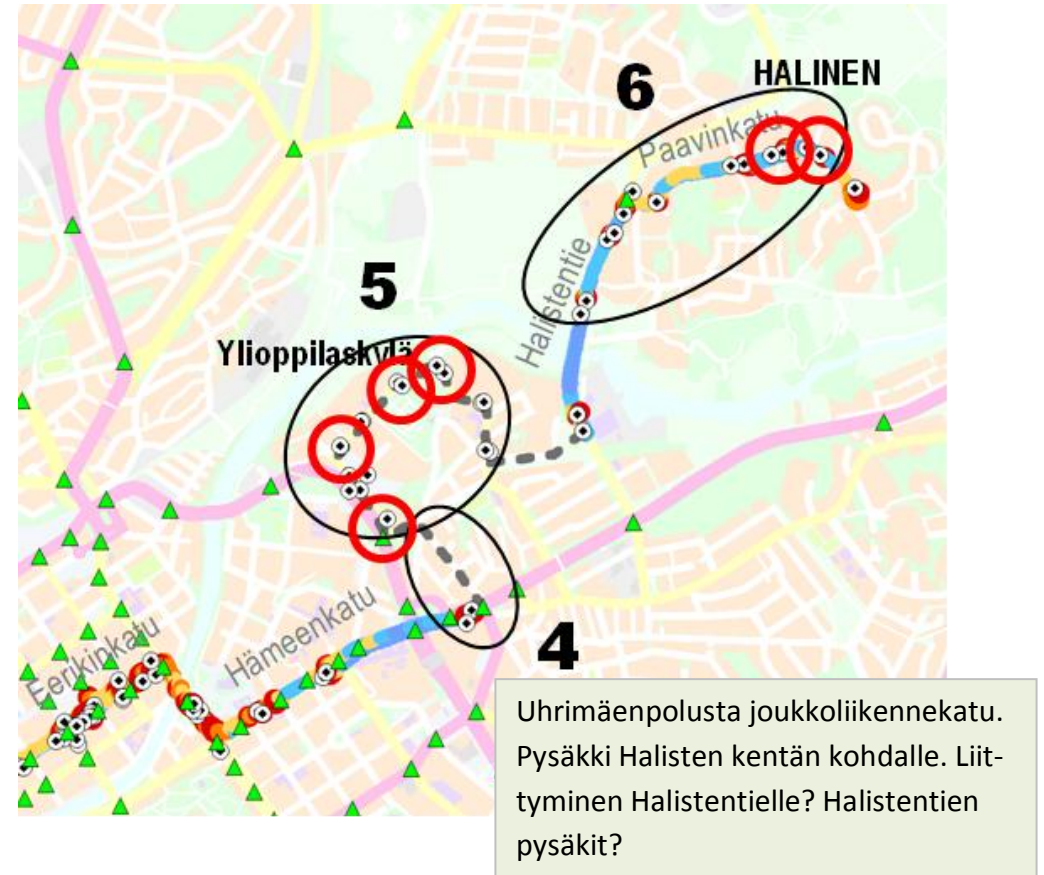 6
HALINEN
Paavinkatu
Halistentie
5
Ylioppilaskylä
Hämeenkatu
Eerikinkatu
4
Uhrimäenpolusta joukkoliikennekatu.
Pysäkki Halisten kentän kohdalle. Liit-
tyminen Halistentielle? Halistentien
pysäkit?